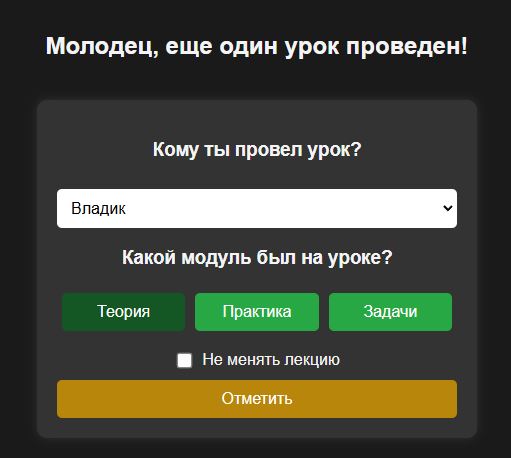 Молодец, еще один урок проведен!
Кому ты провел урок?
Владик
Какой модуль был на уроке?
Теория Практика Задачи
Не менять лекцию
Отметить